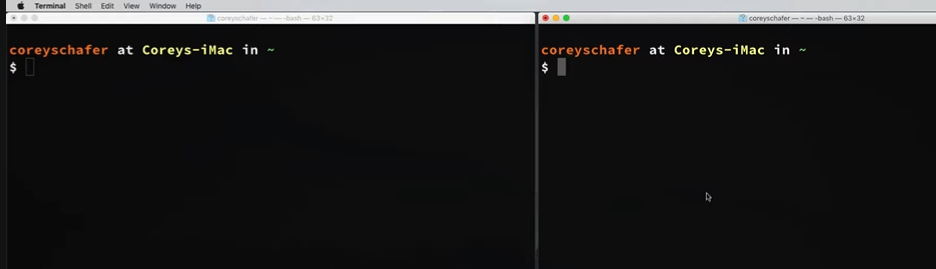 Terminal Shell Edit View Window Help
coreyschafer — ~ — -bash — 63×32
coreyschafer at Coreys-iMac in ~
$
coreyschafer — ~ — -bash — 63×32
coreyschafer at Coreys-iMac in ~
$